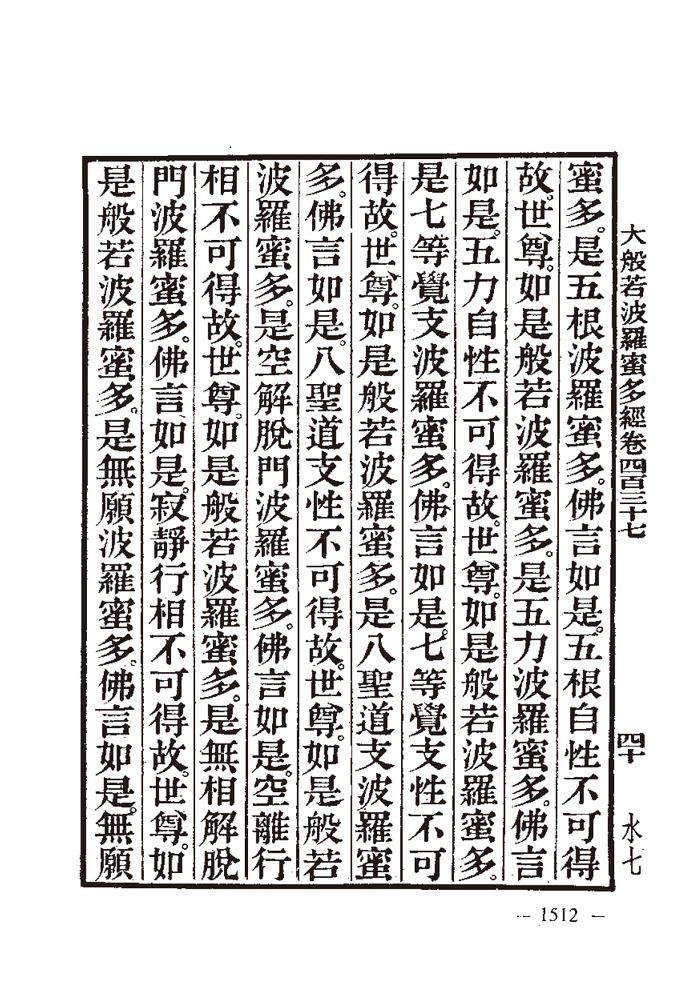 大般若波羅蜜多經卷四百三十七 四十 水七
蜜多。是五根波羅蜜多。佛言如是。五根自性不可得
故。世尊。如是般若波羅蜜多。是五力波羅蜜多。佛言
如是。五力自性不可得故。世尊。如是般若波羅蜜多。
是七等覺支波羅蜜多。佛言如是。七等覺支性不可
得故。世尊。如是般若波羅蜜多。是八聖道支波羅蜜
多。佛言如是。八聖道支性不可得故。世尊。如是般若
波羅蜜多。是空解脫門波羅蜜多。佛言如是。空離行
相不可得故。世尊。如是般若波羅蜜多。是無相解脫
門波羅蜜多。佛言如是。寂靜行相不可得故。世尊。如
是般若波羅蜜多。是無願波羅蜜多。佛言如是。無願
— 1512 —